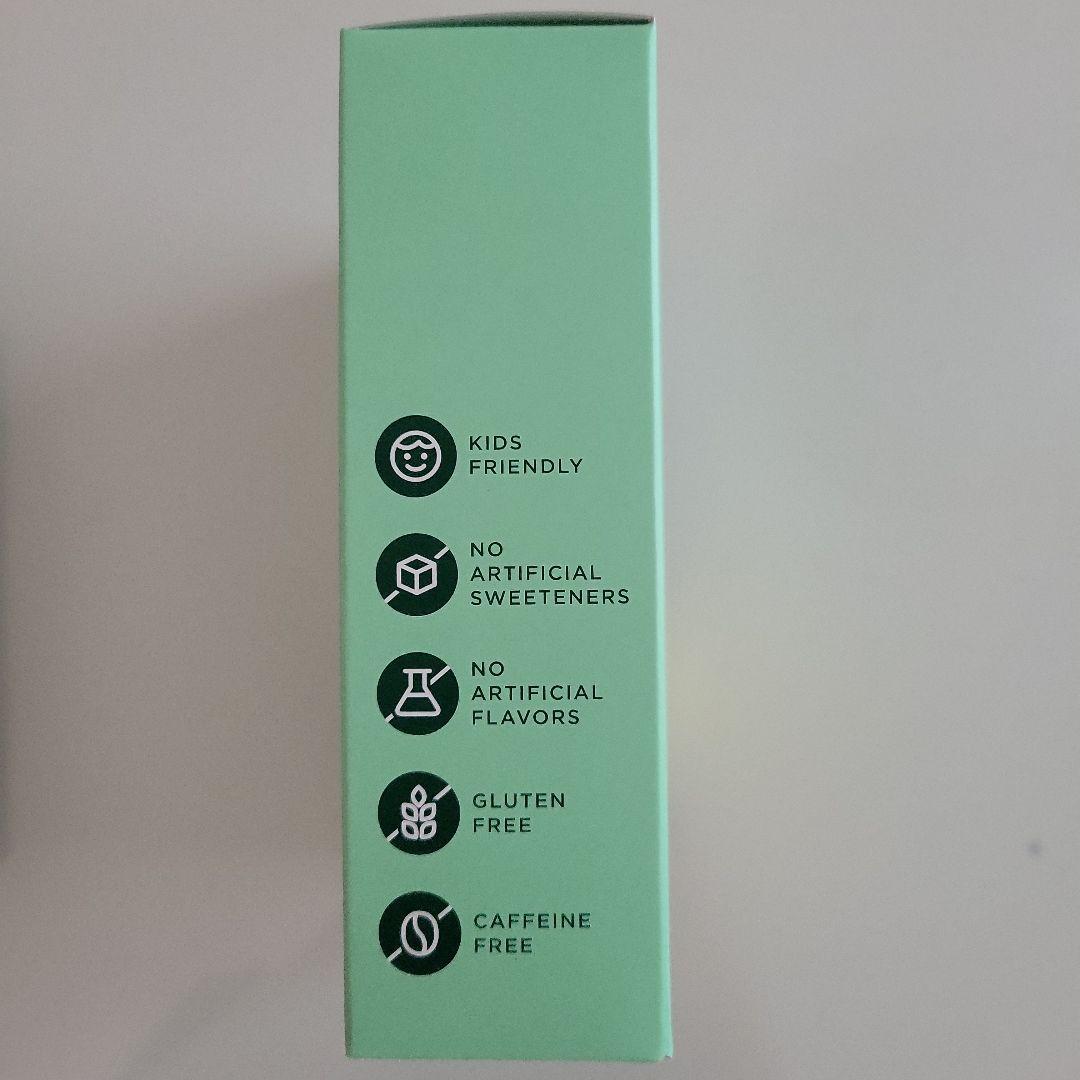 KIDS
FRIENDLY
NO
ARTIFICIAL
SWEETENERS
NO
ARTIFICIAL
FLAVORS
GLUTEN
FREE
CAFFEINE
FREE